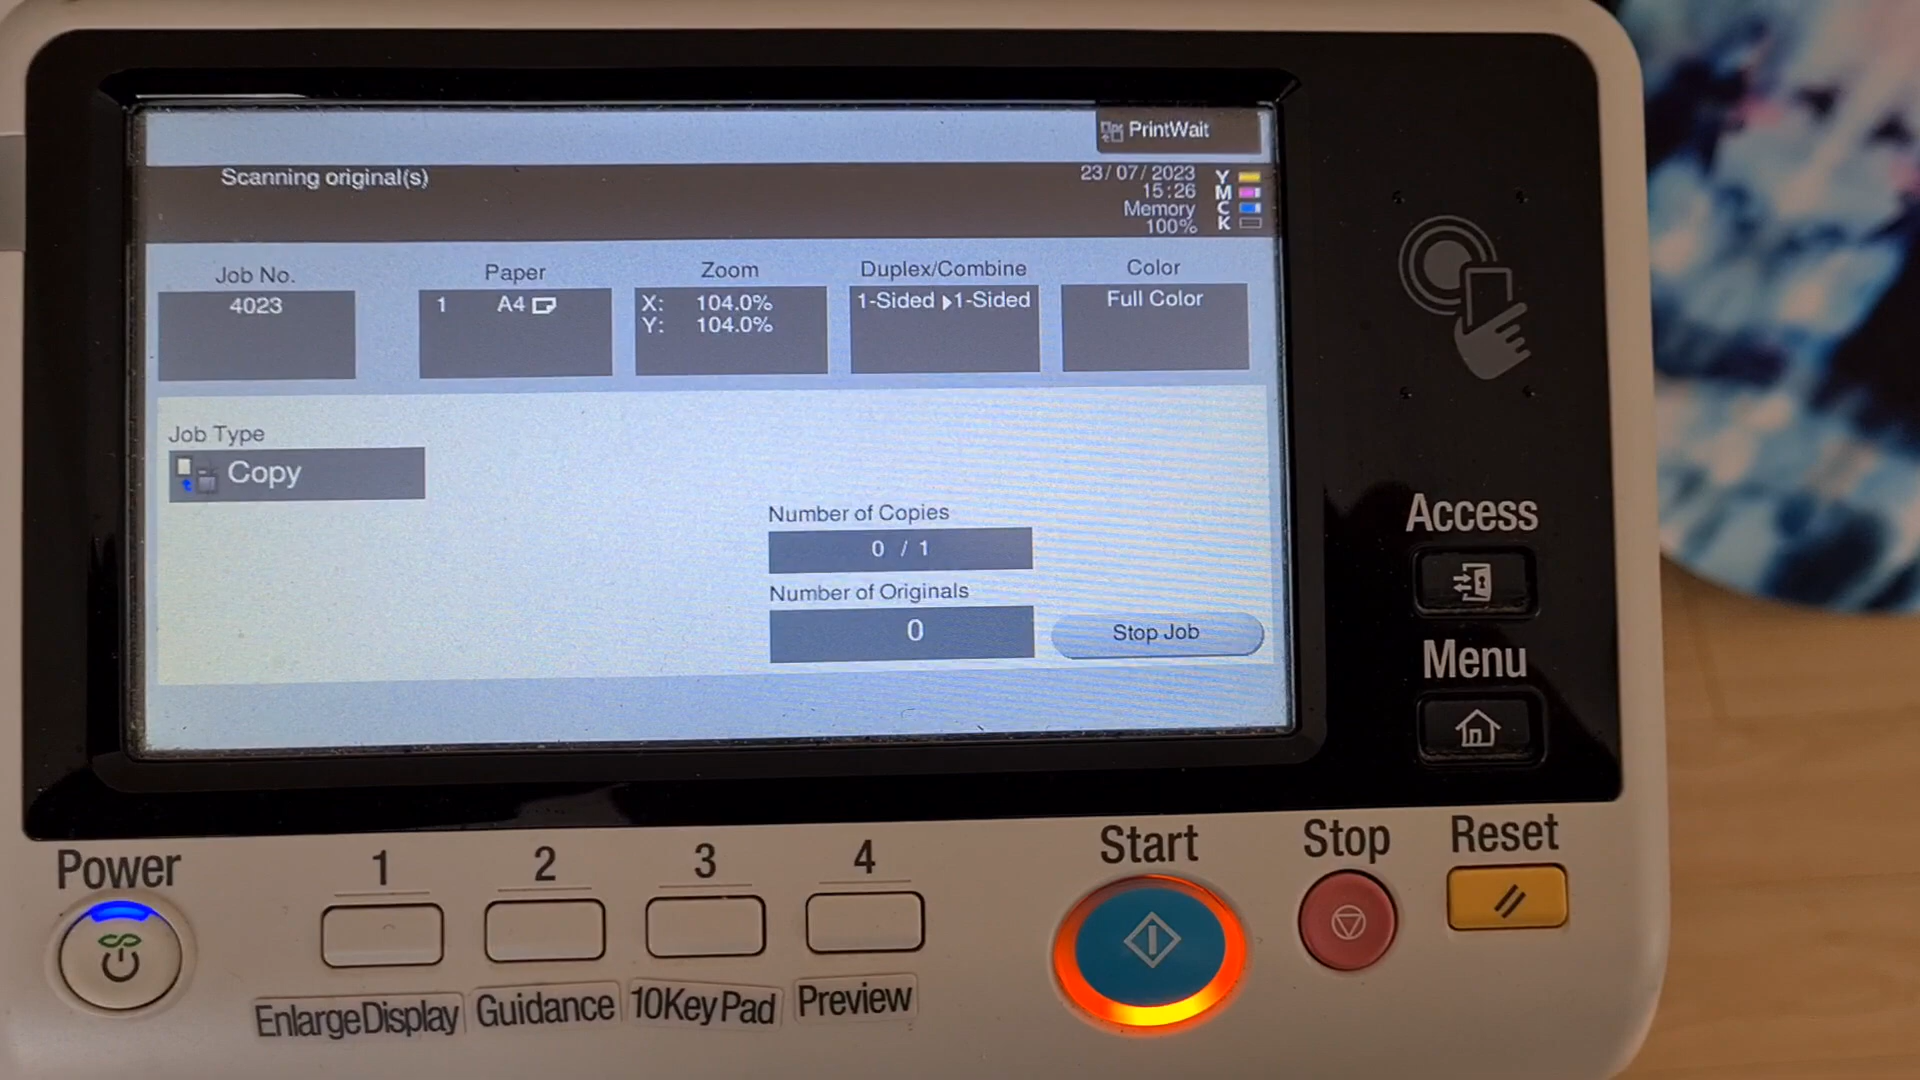 PrintWait
Scanning original(s)
23/07/2023
15:26
Memory
100%
Y
M
C
K
Job No.
4023
Paper
1 A4
Zoom
X: 104.0%
Y: 104.0%
Duplex/Combine
1-Sided ▶1-Sided
Color
Full Color
Job Type
Copy
Number of Copies
0 / 1
Number of Originals
0
Stop Job
Access
Menu
Power
1
2
3
4
Start
Stop
Reset
EnlargeDisplay
Guidance
10KeyPad
Preview